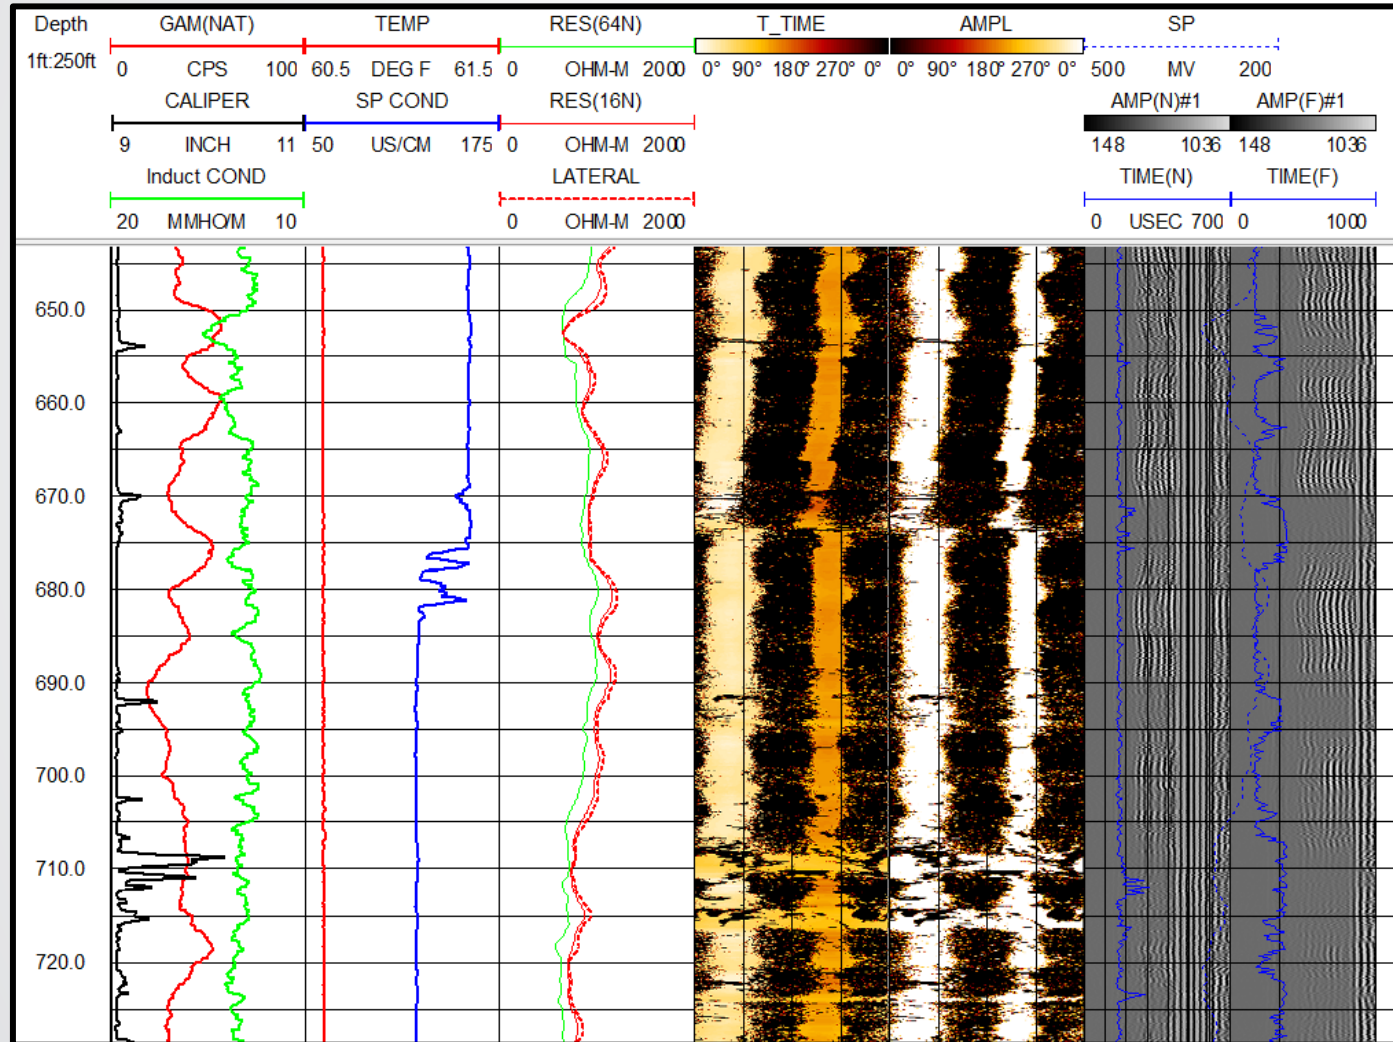 Depth GAM(NAT) TEMP RES(64N) T_TIME AMPL SP
1ft:250ft 0 CPS 100 60.5 DEG F 61.5 0 OHM-M 2000 0° 90° 180° 270° 0° 0° 90° 180° 270° 0° 500 MV 200
CALIPER SP COND RES(16N) AMP(N)#1 AMP(F)#1
9 INCH 11 50 US/CM 175 0 OHM-M 2000 148 1036 148 1036
Induct COND LATERAL TIME(N) TIME(F)
20 MMHO/M 10 0 OHM-M 2000 0 USEC 700 0 1000
650.0
660.0
670.0
680.0
690.0
700.0
710.0
720.0